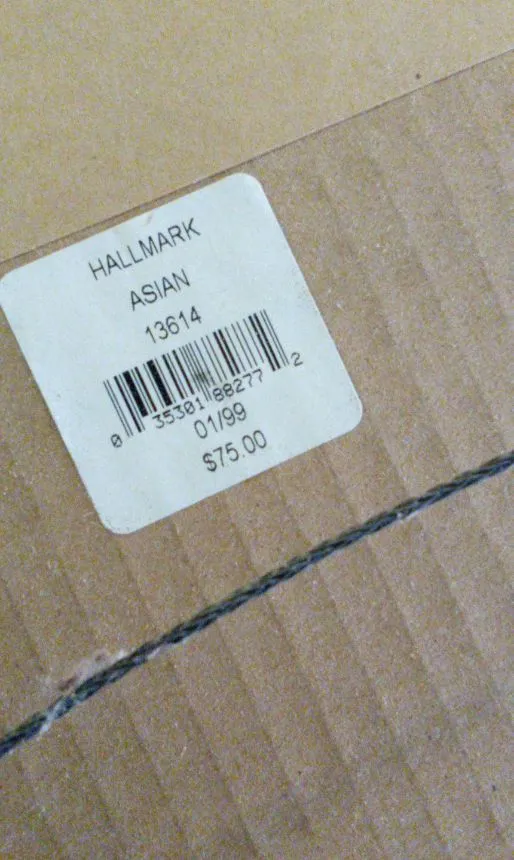 HALLMARK
ASIAN
13614
0 35301 88277 2
01/99
$75.00